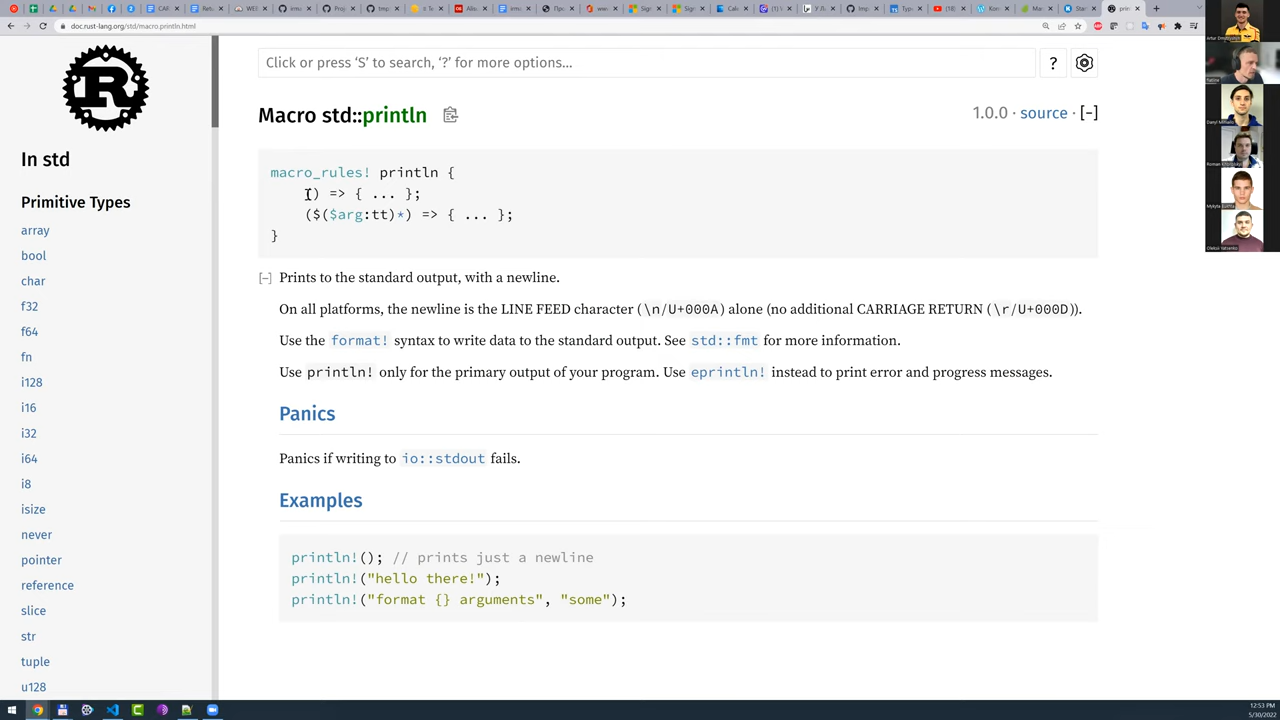 doc.rust-lang.org/std/macro.println.html
Click or press ‘S’ to search, ‘?’ for more options…
?
Macro std::println
1.0.0 · source · [-]
In std
Primitive Types
array
bool
char
f32
f64
fn
i128
i16
i32
i64
i8
isize
never
pointer
reference
slice
str
tuple
u128
macro_rules! println {
() => { ... };
($($arg:tt)*) => { ... };
}
[−] Prints to the standard output, with a newline.
On all platforms, the newline is the LINE FEED character (\n/U+000A) alone (no additional CARRIAGE RETURN (\r/U+000D)).
Use the format! syntax to write data to the standard output. See std::fmt for more information.
Use println! only for the primary output of your program. Use eprintln! instead to print error and progress messages.
Panics
Panics if writing to io::stdout fails.
Examples
println!(); // prints just a newline
println!("hello there!");
println!("format {} arguments", "some");
12:53 PM
5/30/2022